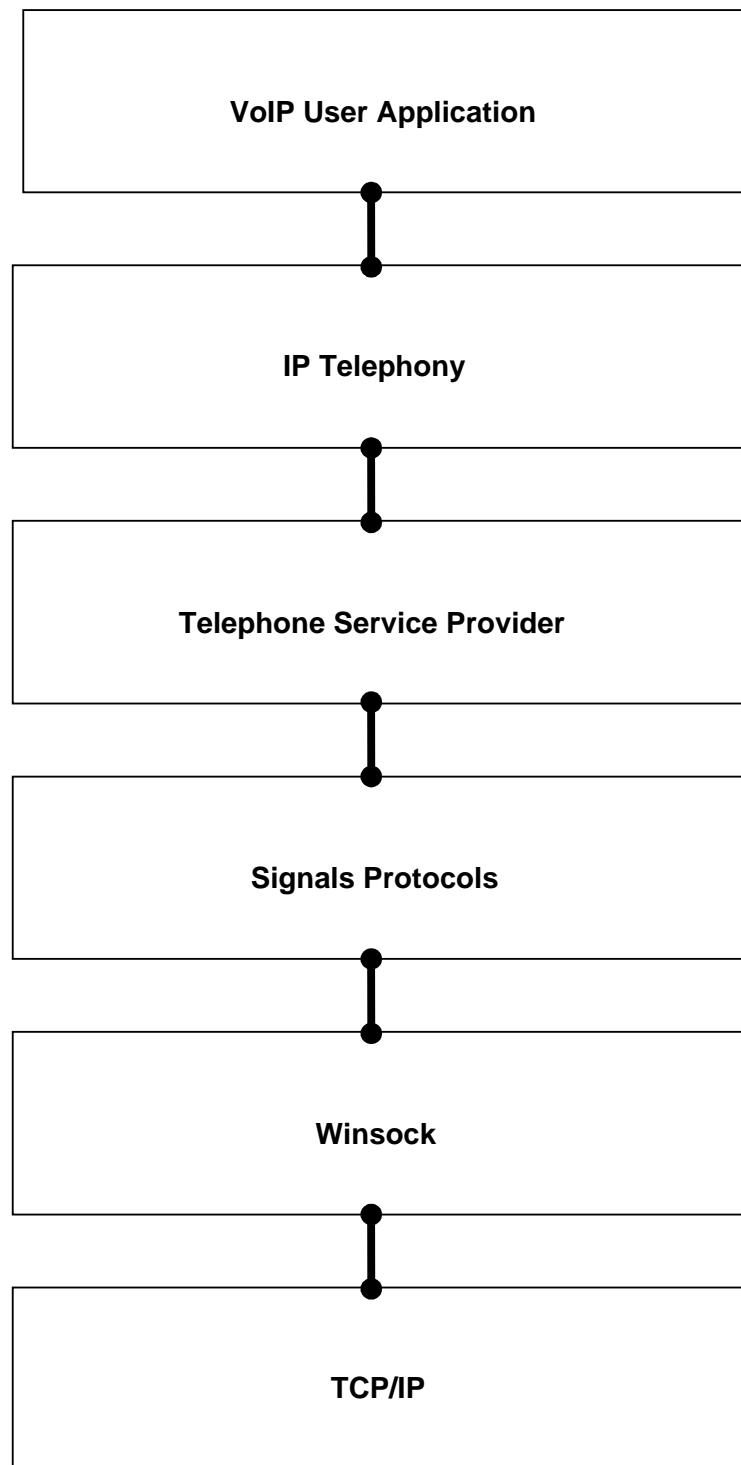 VoIP User Application
IP Telephony
Telephone Service Provider
Signals Protocols
Winsock
TCP/IP